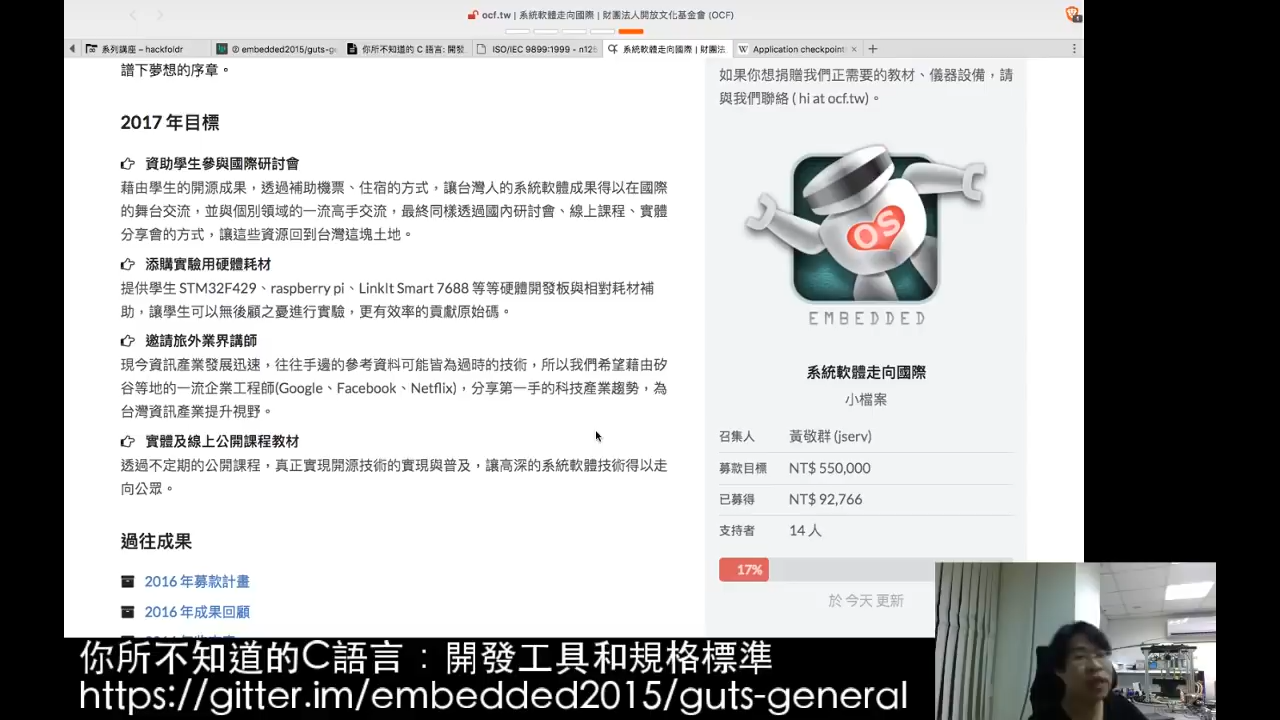 ocf.tw | 系統軟體走向國際 | 財團法人開放文化基金會 (OCF)
系列講座 – hackfoldr
embedded2015/guts-g
你所不知道的 C 語言: 開發
ISO/IEC 9899:1999 - n12
系統軟體走向國際 | 財團法
Application checkpoint
譜下夢想的序章。
2017 年目標
資助學生參與國際研討會
藉由學生的開源成果，透過補助機票、住宿的方式，讓台灣人的系統軟體成果得以在國際
的舞台交流，並與個別領域的一流高手交流，最終同樣透過國內研討會、線上課程、實體
分享會的方式，讓這些資源回到台灣這塊土地。
添購實驗用硬體耗材
提供學生 STM32F429、raspberry pi、LinkIt Smart 7688 等等硬體開發板與相對耗材補
助，讓學生可以無後顧之憂進行實驗，更有效率的貢獻原始碼。
邀請旅外業界講師
現今資訊產業發展迅速，往往手邊的參考資料可能皆為過時的技術，所以我們希望藉由矽
谷等地的一流企業工程師(Google、Facebook、Netflix)，分享第一手的科技產業趨勢，為
台灣資訊產業提升視野。
實體及線上公開課程教材
透過不定期的公開課程，真正實現開源技術的實現與普及，讓高深的系統軟體技術得以走
向公眾。
過往成果
2016 年募款計畫
2016 年成果回顧
如果你想捐贈我們正需要的教材、儀器設備，請
與我們聯絡 ( hi at ocf.tw)。
OS
EMBEDDED
系統軟體走向國際
小檔案
召集人 黃敬群 (jserv)
募款目標 NT$ 550,000
已募得 NT$ 92,766
支持者 14 人
17%
於 今天 更新
你所不知道的C語言：開發工具和規格標準
https://gitter.im/embedded2015/guts-general